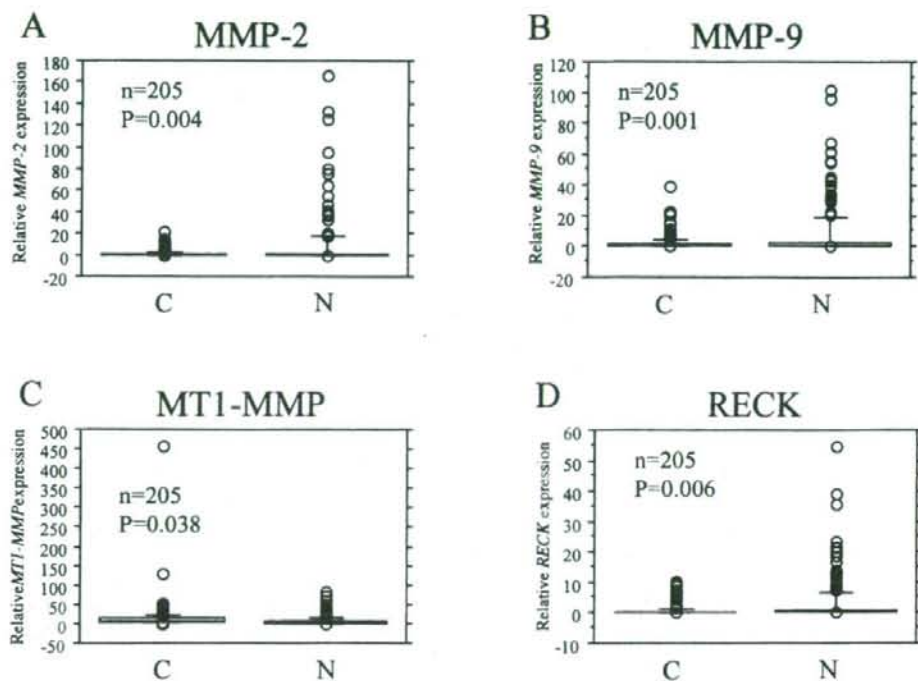 A
MMP-2
Relative MMP-2 expression
180
160
140
120
100
80
60
40
20
0
-20
n=205
P=0.004
C
N
B
MMP-9
Relative MMP-9 expression
120
100
80
60
40
20
0
-20
n=205
P=0.001
C
N
C
MT1-MMP
Relative MT1-MMP expression
500
450
400
350
300
250
200
150
100
50
0
-50
n=205
P=0.038
C
N
D
RECK
Relative RECK expression
60
50
40
30
20
10
0
-10
n=205
P=0.006
C
N